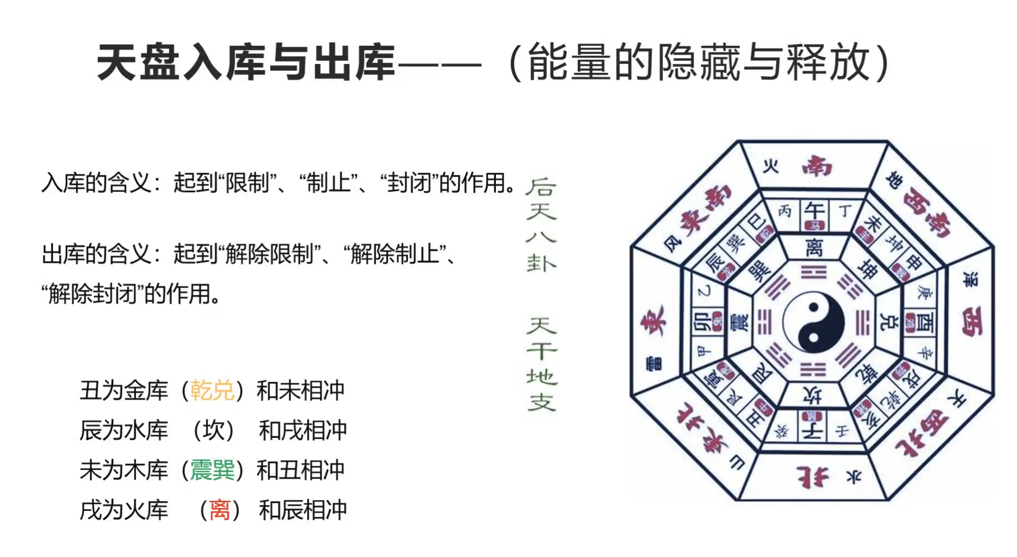 天盘入库与出库——（能量的隐藏与释放）
入库的含义：起到“限制”、“制止”、“封闭”的作用。
出库的含义：起到“解除限制”、“解除制止”、
“解除封闭”的作用。
丑为金库（乾兑）和未相冲
辰为水库 （坎） 和戌相冲
未为木库（震巽）和丑相冲
戌为火库 （离） 和辰相冲
后天八卦
天干地支
火 南
地 西南
泽 西
天 西北
水 北
山 东北
雷 東
风 東南
丙 午 丁
未 坤 申
庚 酉 辛
戌 乾 亥
壬 子 癸
丑 艮 寅
甲 卯 乙
辰 巽 巳
离
坤
兑
乾
坎
艮
震
巽